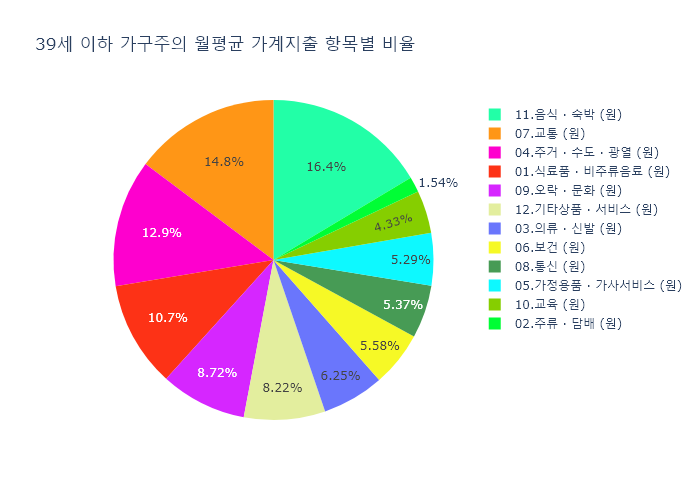 39세 이하 가구주의 월평균 가계지출 항목별 비율
16.4%
1.54%
4.33%
5.29%
5.37%
5.58%
6.25%
8.22%
8.72%
10.7%
12.9%
14.8%
11.음식 · 숙박 (원)
07.교통 (원)
04.주거 · 수도 · 광열 (원)
01.식료품 · 비주류음료 (원)
09.오락 · 문화 (원)
12.기타상품 · 서비스 (원)
03.의류 · 신발 (원)
06.보건 (원)
08.통신 (원)
05.가정용품 · 가사서비스 (원)
10.교육 (원)
02.주류 · 담배 (원)